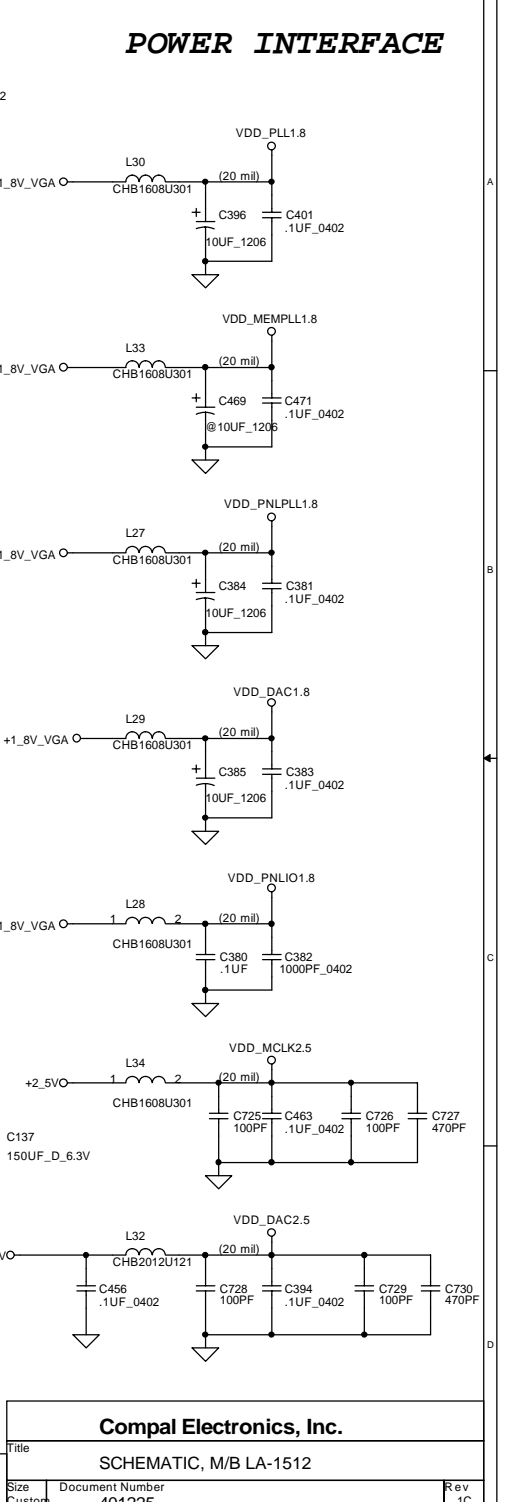 POWER INTERFACE
2
VDD_PLL1.8
L30
1_8V_VGA
(20 mil)
CHB1608U301
+
C396
C401
.1UF_0402
10UF_1206
A
VDD_MEMPLL1.8
L33
1_8V_VGA
(20 mil)
CHB1608U301
+
C469
C471
.1UF_0402
@10UF_1206
VDD_PNLPLL1.8
L27
1_8V_VGA
(20 mil)
CHB1608U301
+
C384
C381
.1UF_0402
10UF_1206
B
VDD_DAC1.8
L29
+1_8V_VGA
(20 mil)
CHB1608U301
+
C385
C383
.1UF_0402
10UF_1206
VDD_PNLIO1.8
L28
1_8V_VGA
1 2
(20 mil)
CHB1608U301
C380
.1UF
C382
1000PF_0402
C
VDD_MCLK2.5
L34
+2_5V
1 2
(20 mil)
CHB1608U301
C725
100PF
C463
.1UF_0402
C726
100PF
C727
470PF
C137
150UF_D_6.3V
VDD_DAC2.5
L32
V
(20 mil)
CHB2012U121
C456
.1UF_0402
C728
100PF
C394
.1UF_0402
C729
100PF
C730
470PF
D
Compal Electronics, Inc.
Title
SCHEMATIC, M/B LA-1512
Size
Document Number
Rev
Custom
401225
1C